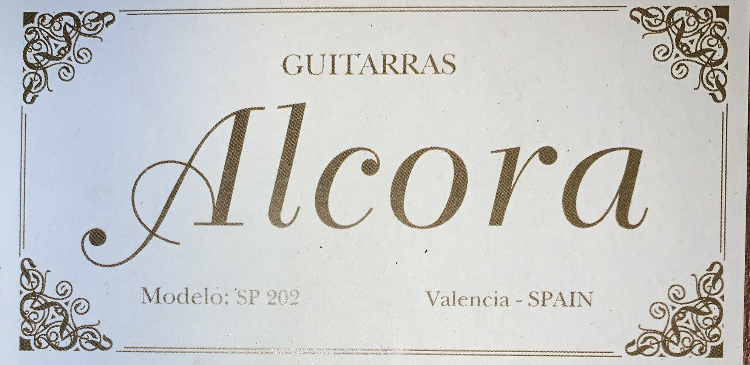 GUITARRAS
Alcora
Modelo: SP 202 Valencia - SPAIN